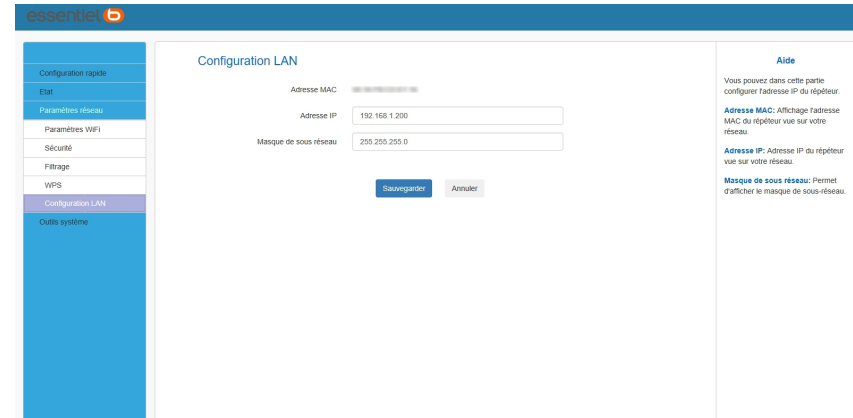 essentiel b
Configuration rapide
Etat
Paramètres réseau
Paramètres WiFi
Sécurité
Filtrage
WPS
Configuration LAN
Outils système
Configuration LAN
Adresse MAC
Adresse IP
192.168.1.200
Masque de sous réseau
255.255.255.0
Sauvegarder
Annuler
Aide
Vous pouvez dans cette partie
configurer l'adresse IP du répéteur.
Adresse MAC: Affichage l'adresse
MAC du répéteur vue sur votre
réseau.
Adresse IP: Adresse IP du répéteur
vue sur votre réseau.
Masque de sous réseau: Permet
d'afficher le masque de sous-réseau.